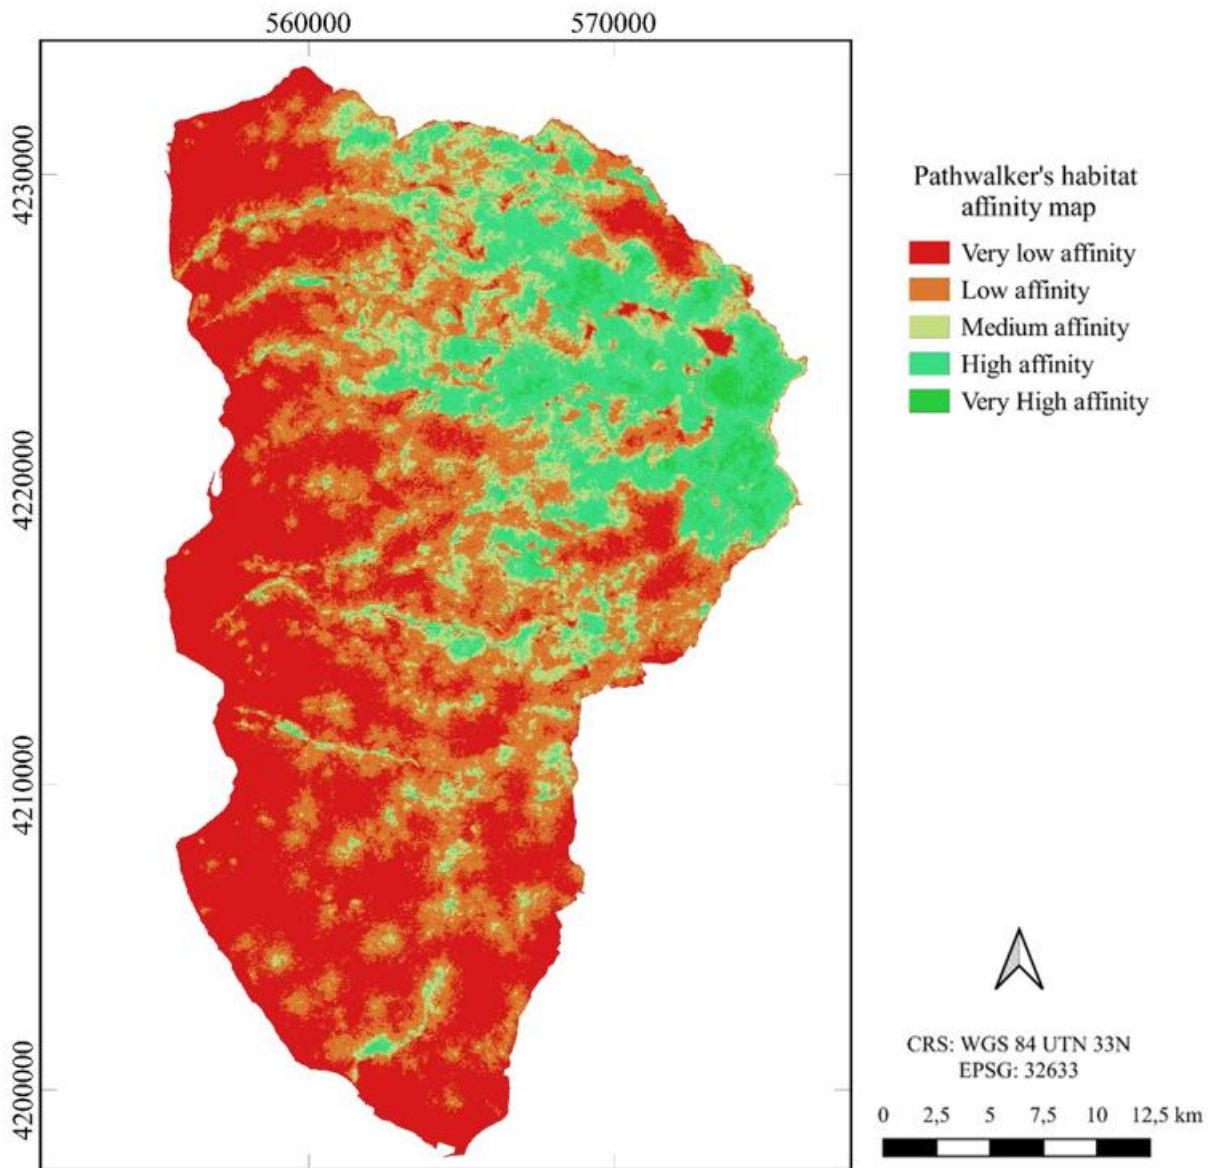 560000
570000
4230000
4220000
4210000
4200000
Pathwalker's habitat
affinity map
Very low affinity
Low affinity
Medium affinity
High affinity
Very High affinity
CRS: WGS 84 UTN 33N
EPSG: 32633
0 2,5 5 7,5 10 12,5 km